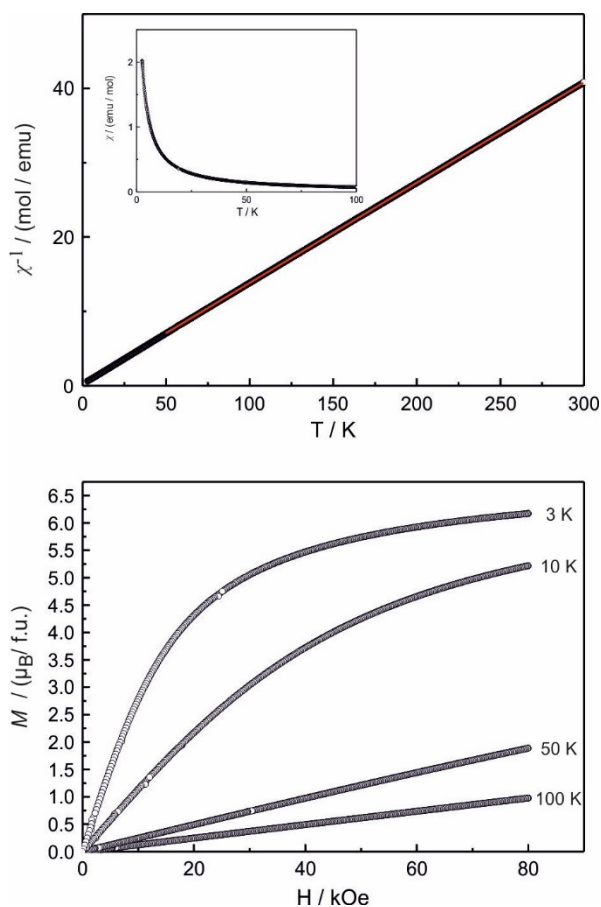 40
20
0
χ⁻¹ / (mol / emu)
0 50 100 150 200 250 300
T / K
2
1
0
χ / (emu / mol)
0 50 100
T / K
6.5
6.0
5.5
5.0
4.5
4.0
3.5
3.0
2.5
2.0
1.5
1.0
0.5
0.0
M / (μB/ f.u.)
3 K
10 K
50 K
100 K
0 20 40 60 80
H / kOe